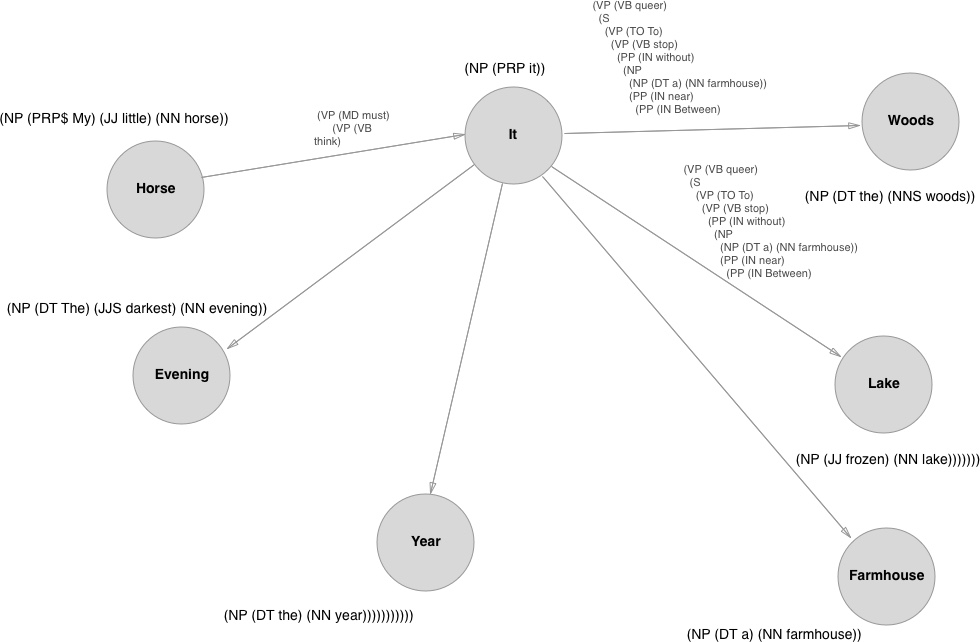 (VP (VB queer)
(S
(VP (TO To)
(VP (VB stop)
(PP (IN without)
(NP
(NP (DT a) (NN farmhouse))
(PP (IN near)
(PP (IN Between)
(NP (PRP it))
It
Woods
(NP (DT the) (NNS woods))
(NP (PRP$ My) (JJ little) (NN horse))
(VP (MD must)
(VP (VB
think)
Horse
(VP (VB queer)
(S
(VP (TO To)
(VP (VB stop)
(PP (IN without)
(NP
(NP (DT a) (NN farmhouse))
(PP (IN near)
(PP (IN Between)
(NP (DT The) (JJS darkest) (NN evening))
Evening
Lake
(NP (JJ frozen) (NN lake)))))))
Year
(NP (DT the) (NN year)))))))))))
Farmhouse
(NP (DT a) (NN farmhouse))